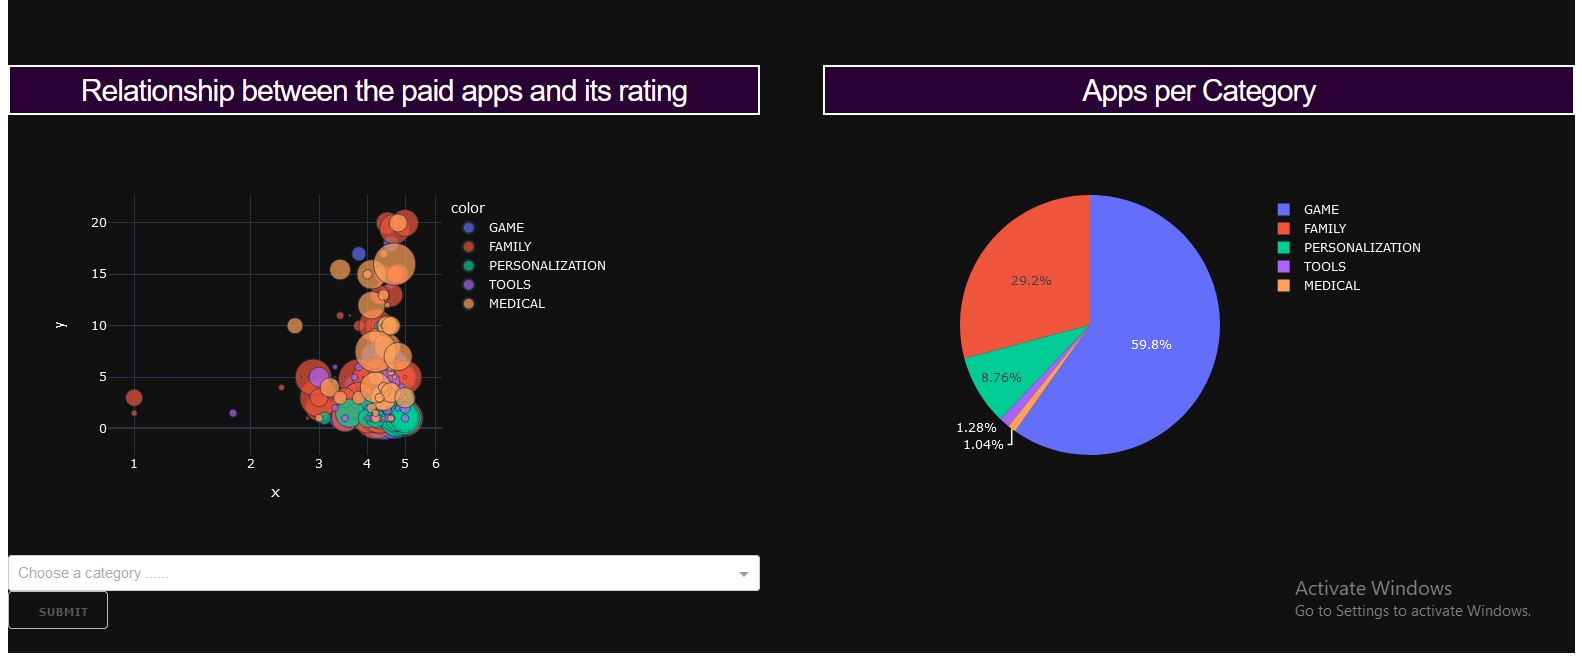 Relationship between the paid apps and its rating
Apps per Category
color
GAME
FAMILY
PERSONALIZATION
TOOLS
MEDICAL
20
15
10
5
0
y
1 2 3 4 5 6
x
GAME
FAMILY
PERSONALIZATION
TOOLS
MEDICAL
29.2%
59.8%
8.76%
1.28%
1.04%
Choose a category ......
SUBMIT
Activate Windows
Go to Settings to activate Windows.